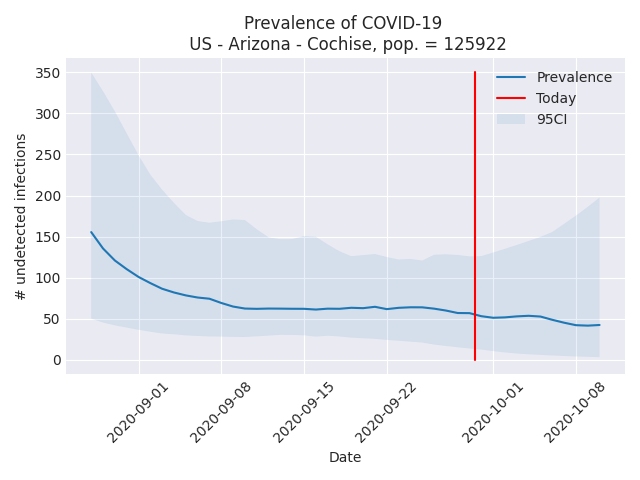 Prevalence of COVID-19
US - Arizona - Cochise, pop. = 125922
350
300
250
200
150
100
50
0
# undetected infections
Prevalence
Today
95CI
2020-09-01
2020-09-08
2020-09-15
2020-09-22
2020-10-01
2020-10-08
Date